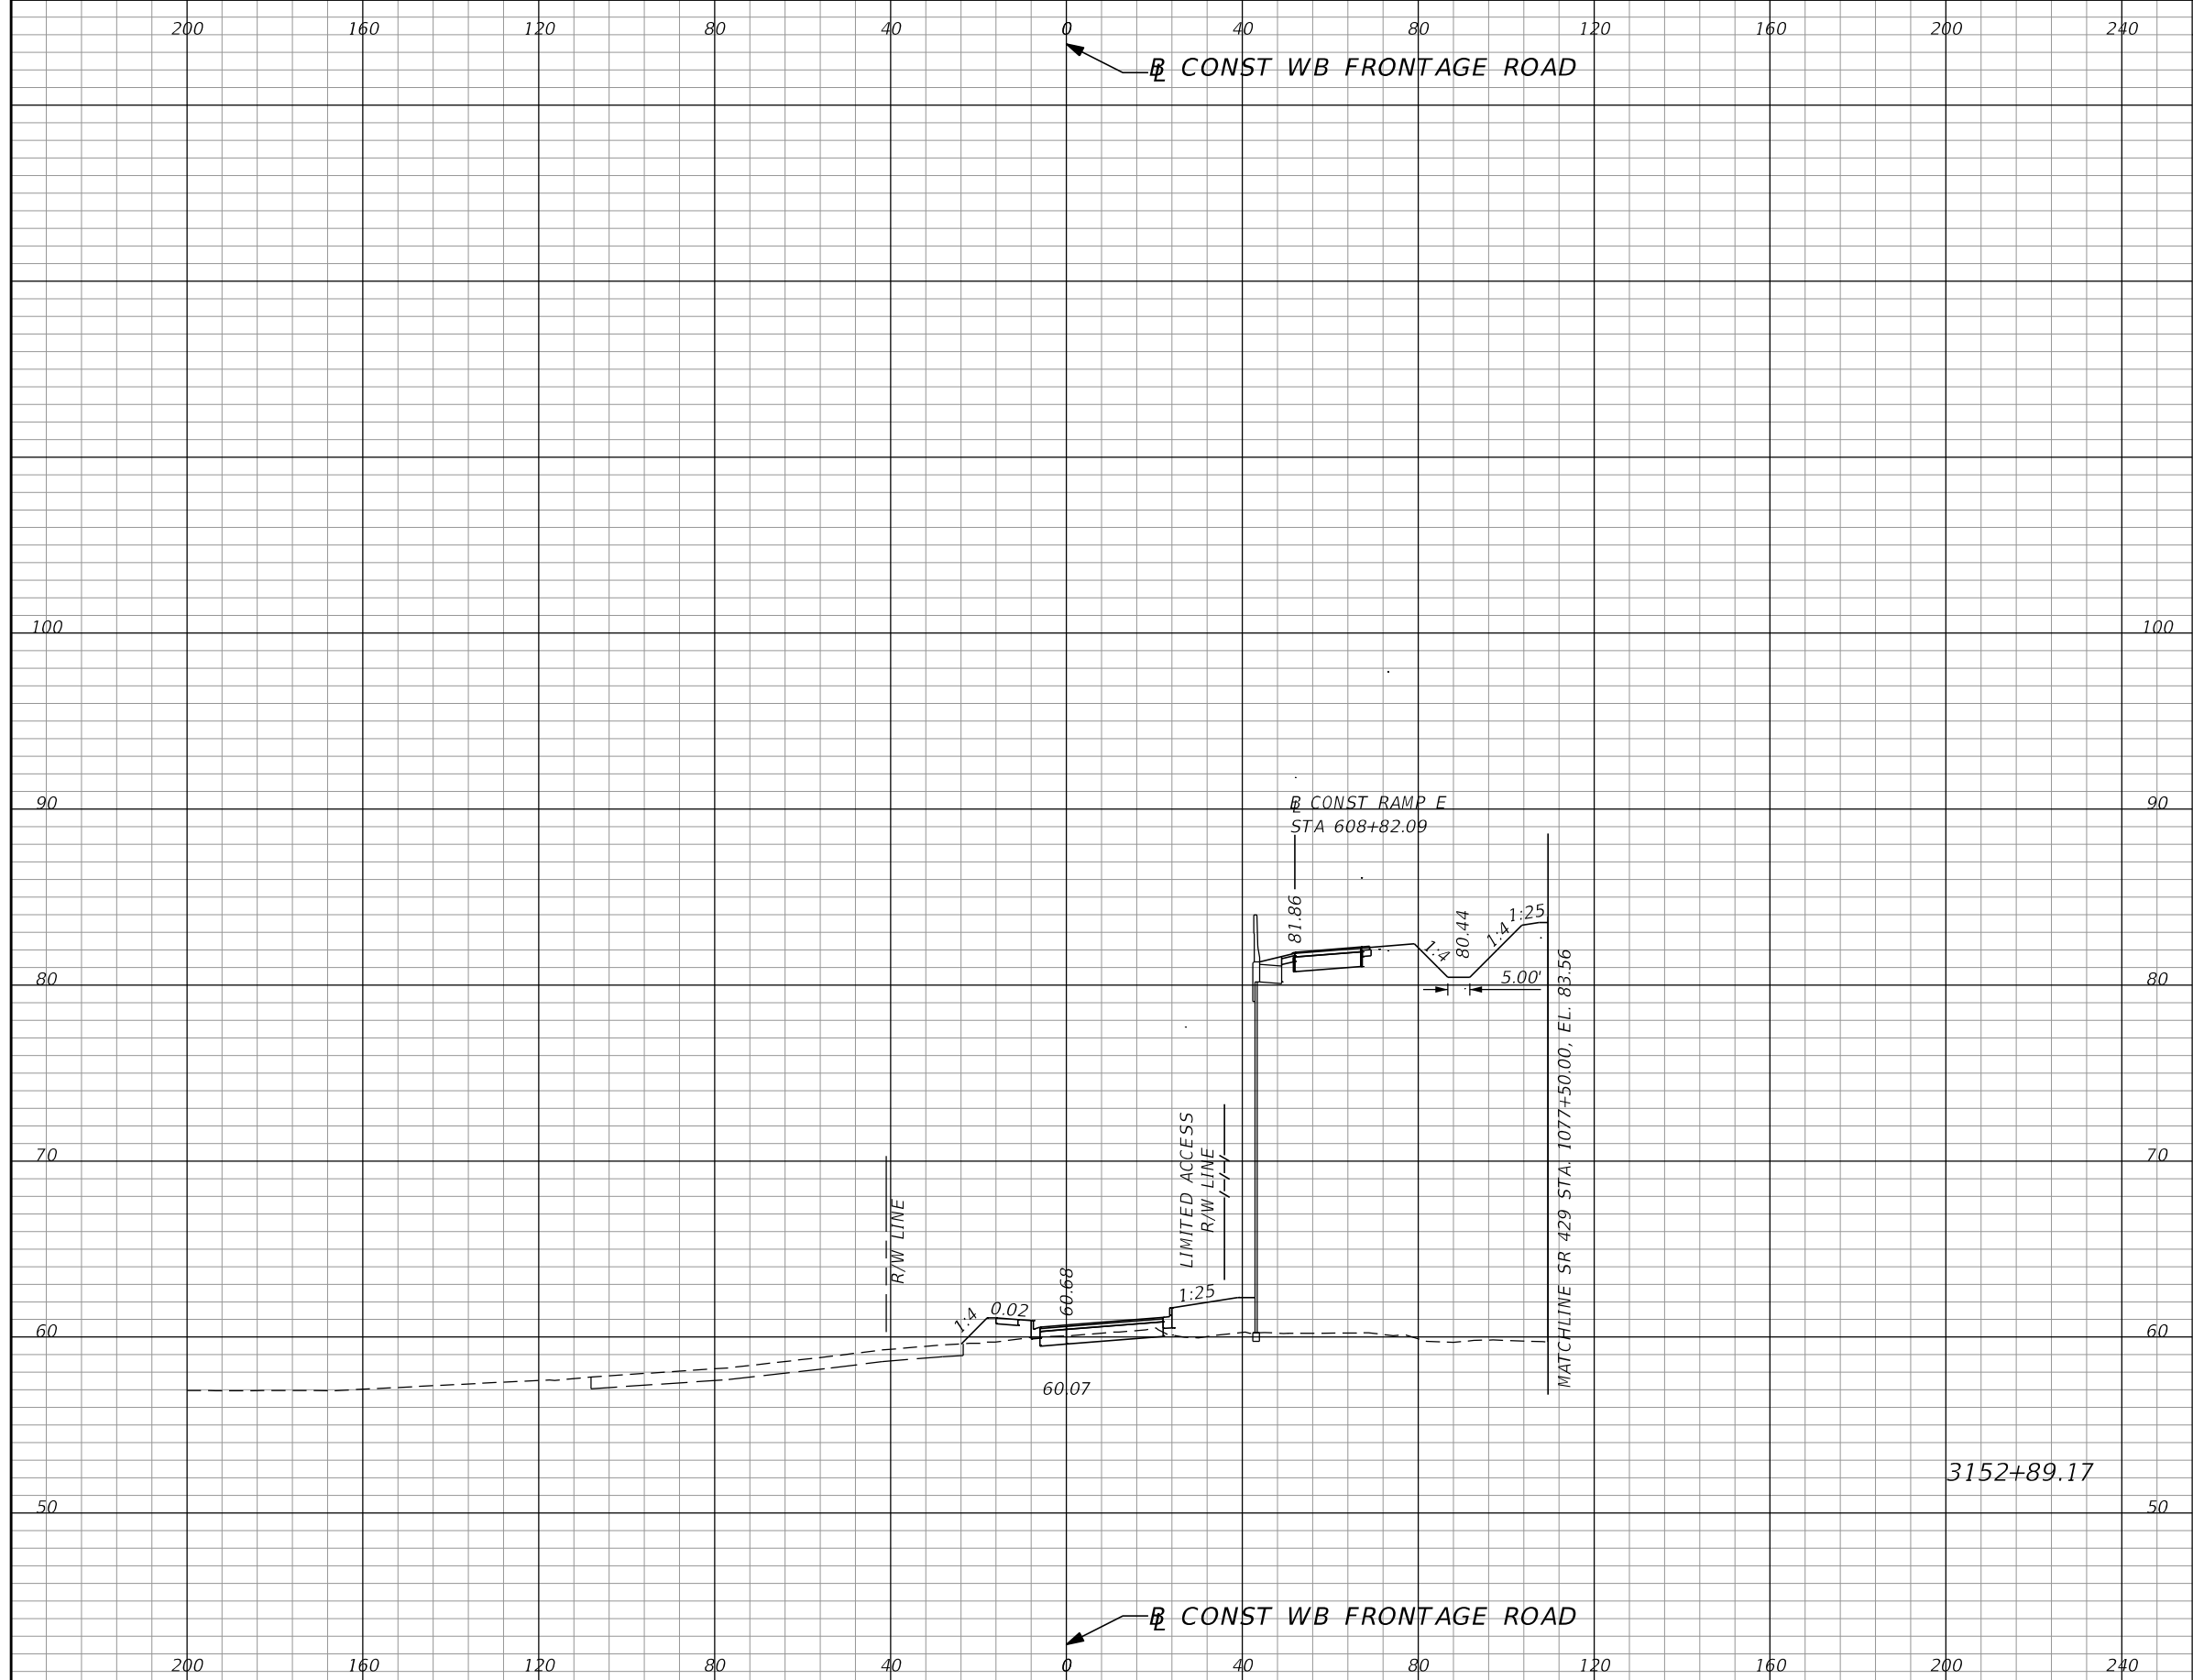 200 160 120 80 40 0 40 80 120 160 200 240
BL CONST WB FRONTAGE ROAD
100 100
90 90
BL CONST RAMP E
STA 608+82.09
81.86
80.44
1:4
1:4
1:25
5.00'
80 80
MATCHLINE SR 429 STA. 1077+50.00, EL. 83.56
70 70
LIMITED ACCESS
R/W LINE
R/W LINE
60.68
1:4
0.02
1:25
60 60
60.07
3152+89.17
50 50
BL CONST WB FRONTAGE ROAD
200 160 120 80 40 0 40 80 120 160 200 240